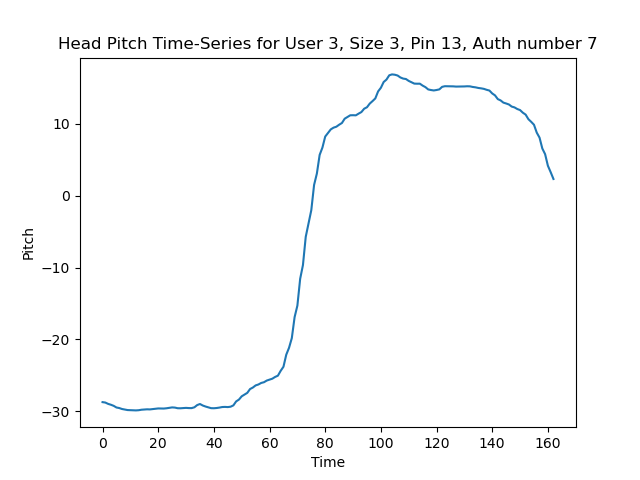 Head Pitch Time-Series for User 3, Size 3, Pin 13, Auth number 7
10
0
−10
−20
−30
Pitch
0 20 40 60 80 100 120 140 160
Time